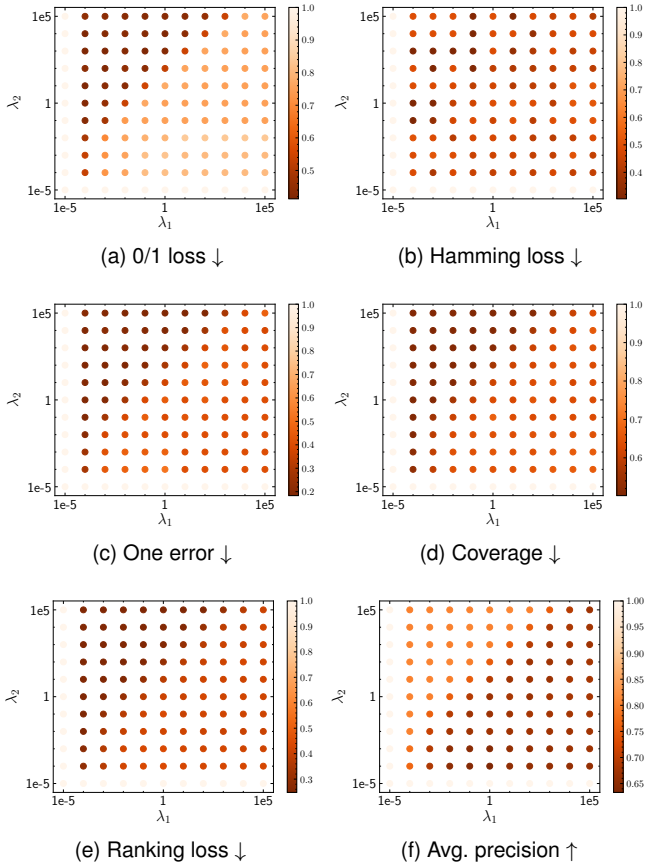 1e5
1
1e-5
λ2
1e-5
1
1e5
λ1
1.0
0.9
0.8
0.7
0.6
0.5
(a) 0/1 loss ↓
1e5
1
1e-5
λ2
1e-5
1
1e5
λ1
1.0
0.9
0.8
0.7
0.6
0.5
0.4
(b) Hamming loss ↓
1e5
1
1e-5
λ2
1e-5
1
1e5
λ1
1.0
0.9
0.8
0.7
0.6
0.5
0.4
0.3
0.2
(c) One error ↓
1e5
1
1e-5
λ2
1e-5
1
1e5
λ1
1.0
0.9
0.8
0.7
0.6
(d) Coverage ↓
1e5
1
1e-5
λ2
1e-5
1
1e5
λ1
1.0
0.9
0.8
0.7
0.6
0.5
0.4
0.3
(e) Ranking loss ↓
1e5
1
1e-5
λ2
1e-5
1
1e5
λ1
1.00
0.95
0.90
0.85
0.80
0.75
0.70
0.65
(f) Avg. precision ↑